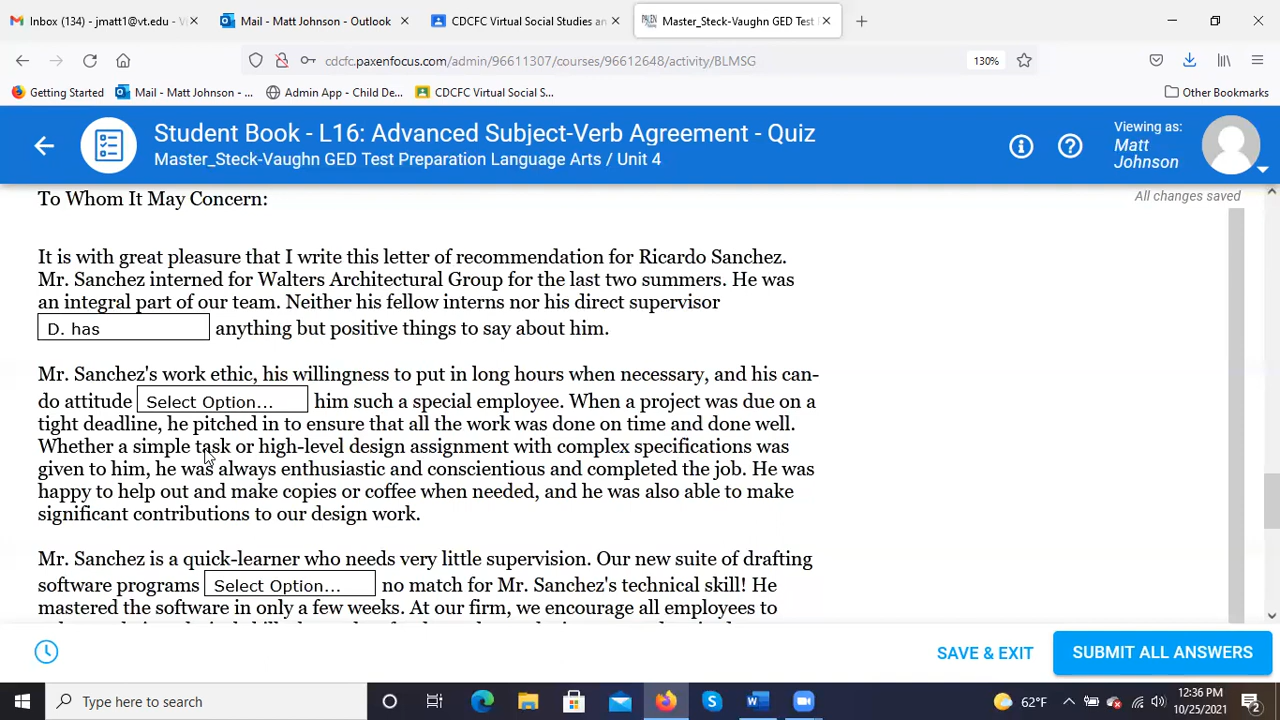 Inbox (134) - jmatt1@vt.edu - V
Mail - Matt Johnson - Outlook
CDCFC Virtual Social Studies an
PAXEN
Master_Steck-Vaughn GED Test
cdcfc.paxenfocus.com/admin/96611307/courses/96612648/activity/BLMSG
130%
Getting Started
Mail - Matt Johnson - ...
Admin App - Child De...
CDCFC Virtual Social S...
Other Bookmarks
Student Book - L16: Advanced Subject-Verb Agreement - Quiz
Master_Steck-Vaughn GED Test Preparation Language Arts / Unit 4
Viewing as:
Matt
Johnson
All changes saved
To Whom It May Concern:
It is with great pleasure that I write this letter of recommendation for Ricardo Sanchez.
Mr. Sanchez interned for Walters Architectural Group for the last two summers. He was
an integral part of our team. Neither his fellow interns nor his direct supervisor
D. has anything but positive things to say about him.
Mr. Sanchez's work ethic, his willingness to put in long hours when necessary, and his can-
do attitude Select Option... him such a special employee. When a project was due on a
tight deadline, he pitched in to ensure that all the work was done on time and done well.
Whether a simple task or high-level design assignment with complex specifications was
given to him, he was always enthusiastic and conscientious and completed the job. He was
happy to help out and make copies or coffee when needed, and he was also able to make
significant contributions to our design work.
Mr. Sanchez is a quick-learner who needs very little supervision. Our new suite of drafting
software programs Select Option... no match for Mr. Sanchez's technical skill! He
mastered the software in only a few weeks. At our firm, we encourage all employees to
SAVE & EXIT
SUBMIT ALL ANSWERS
Type here to search
62°F
12:36 PM
10/25/2021
2